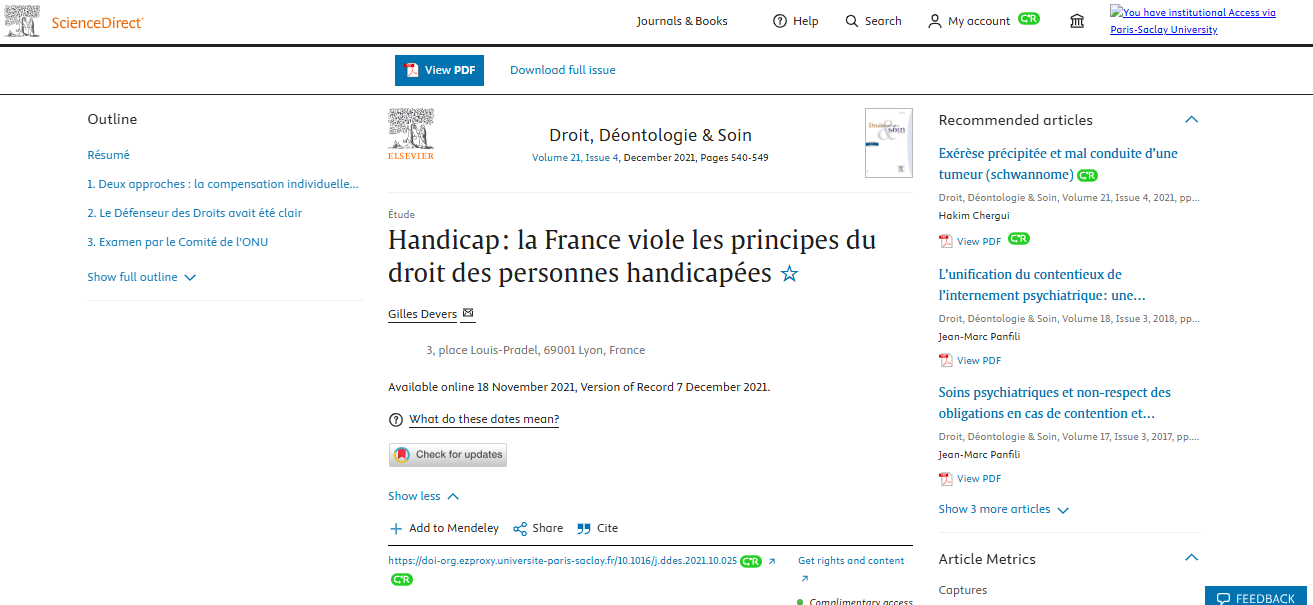 ScienceDirect®
Journals & Books
Help
Search
My account
You have institutional Access via
Paris-Saclay University
View PDF
Download full issue
Outline
Résumé
1. Deux approches : la compensation individuelle...
2. Le Défenseur des Droits avait été clair
3. Examen par le Comité de l'ONU
Show full outline
ELSEVIER
Droit, Déontologie & Soin
Volume 21, Issue 4, December 2021, Pages 540-549
Étude
Handicap : la France viole les principes du
droit des personnes handicapées ☆
Gilles Devers
3, place Louis-Pradel, 69001 Lyon, France
Available online 18 November 2021, Version of Record 7 December 2021.
What do these dates mean?
Check for updates
Show less
Add to Mendeley
Share
Cite
https://doi-org.ezproxy.universite-paris-saclay.fr/10.1016/j.ddes.2021.10.025
Get rights and content
Complimentary access
Recommended articles
Exérèse précipitée et mal conduite d'une
tumeur (schwannome)
Droit, Déontologie & Soin, Volume 21, Issue 4, 2021, pp...
Hakim Chergui
View PDF
L'unification du contentieux de
l'internement psychiatrique : une...
Droit, Déontologie & Soin, Volume 18, Issue 3, 2018, pp...
Jean-Marc Panfili
View PDF
Soins psychiatriques et non-respect des
obligations en cas de contention et...
Droit, Déontologie & Soin, Volume 17, Issue 3, 2017, pp....
Jean-Marc Panfili
View PDF
Show 3 more articles
Article Metrics
Captures
FEEDBACK